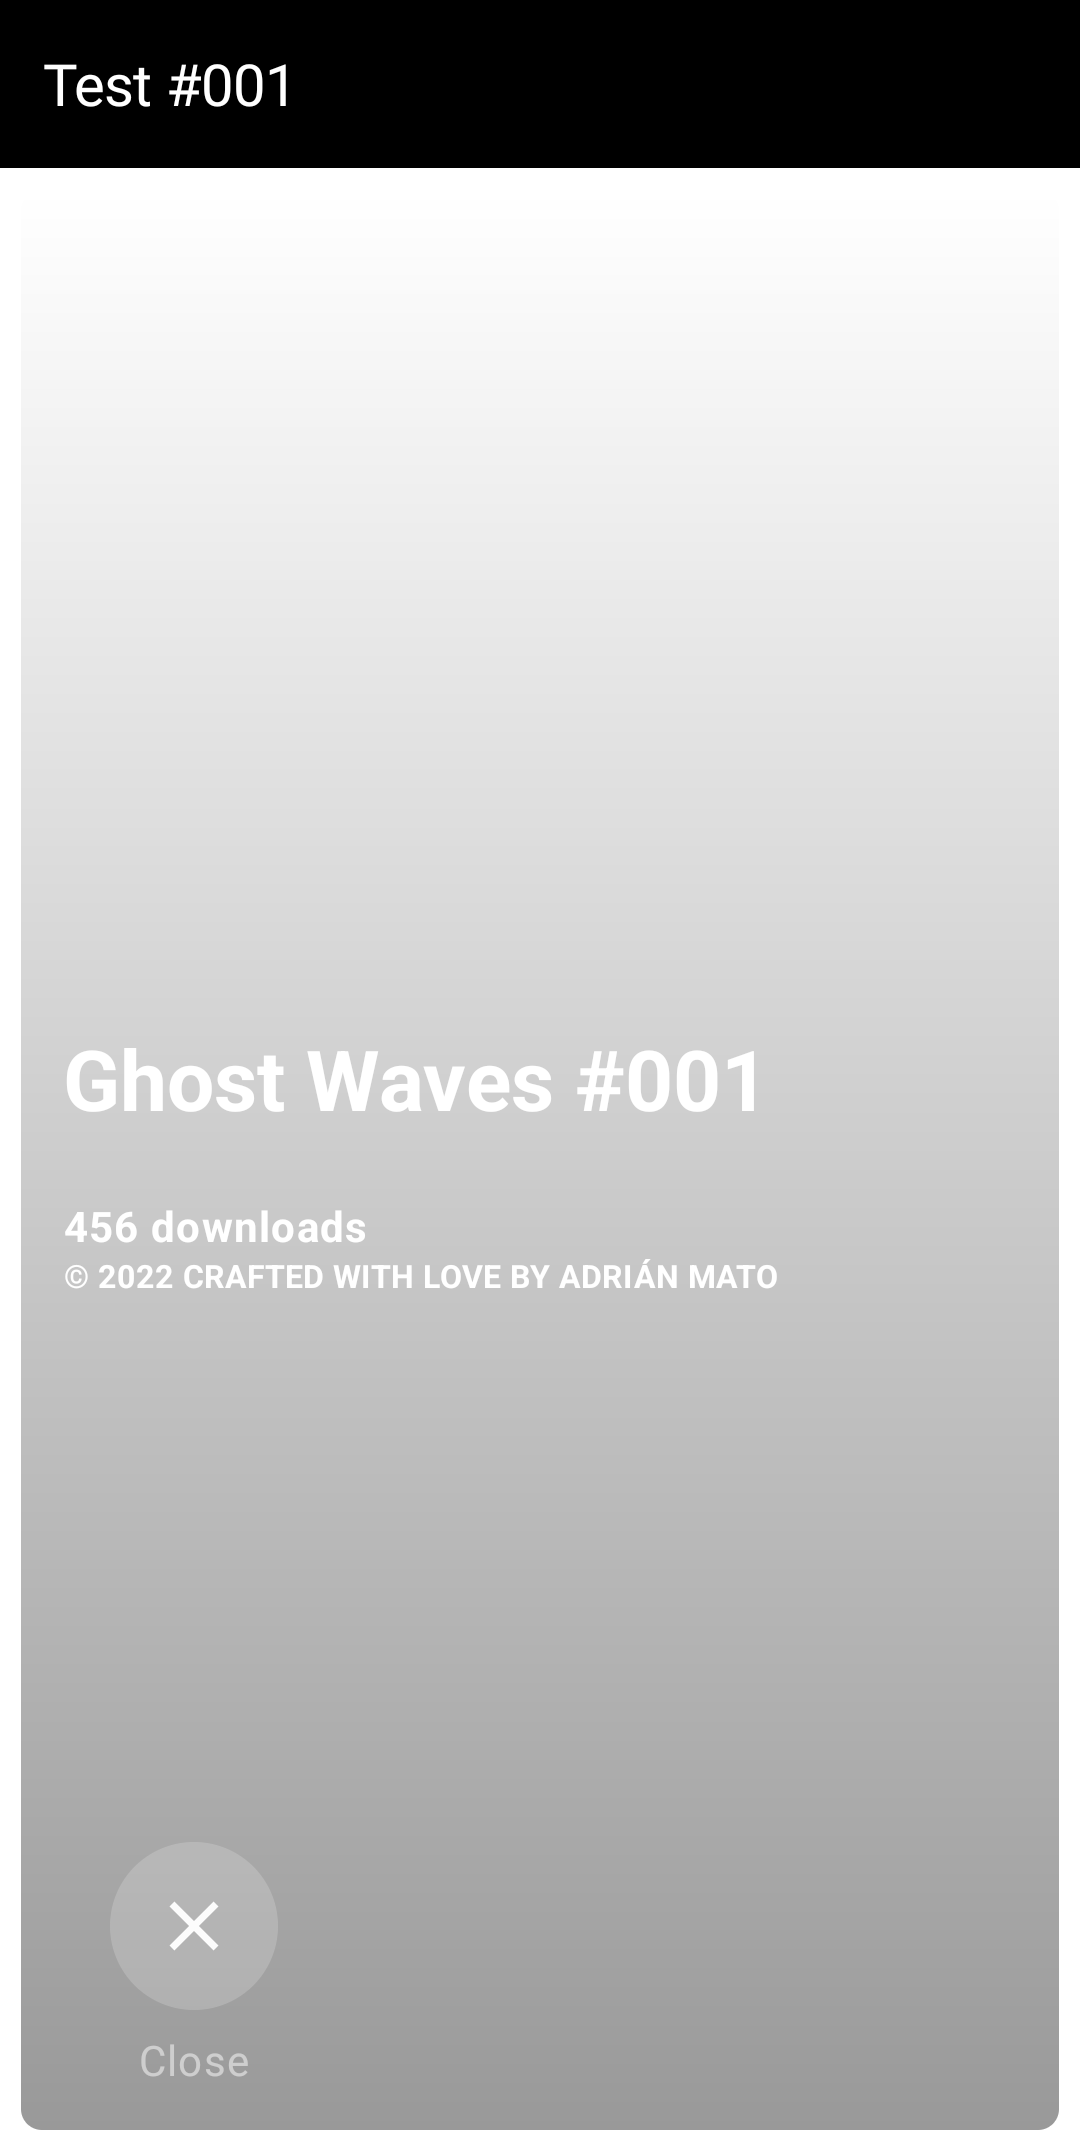 Test #001
Ghost Waves #001
456 downloads
© 2022 CRAFTED WITH LOVE BY ADRIÁN MATO
Close